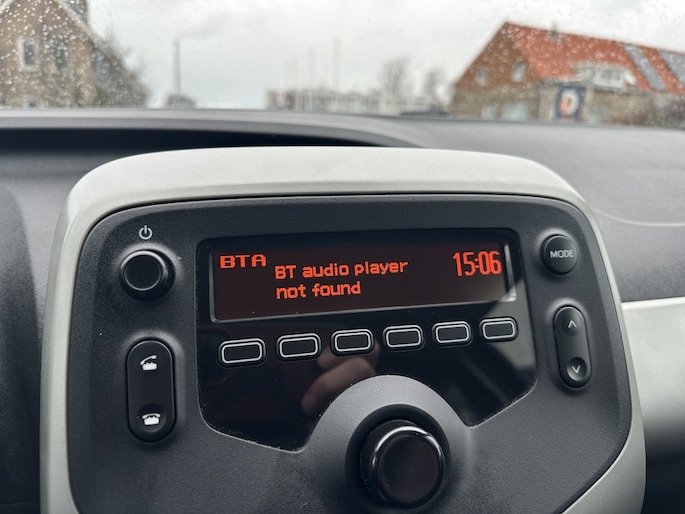 BTA
BT audio player
not found
15:06
MODE